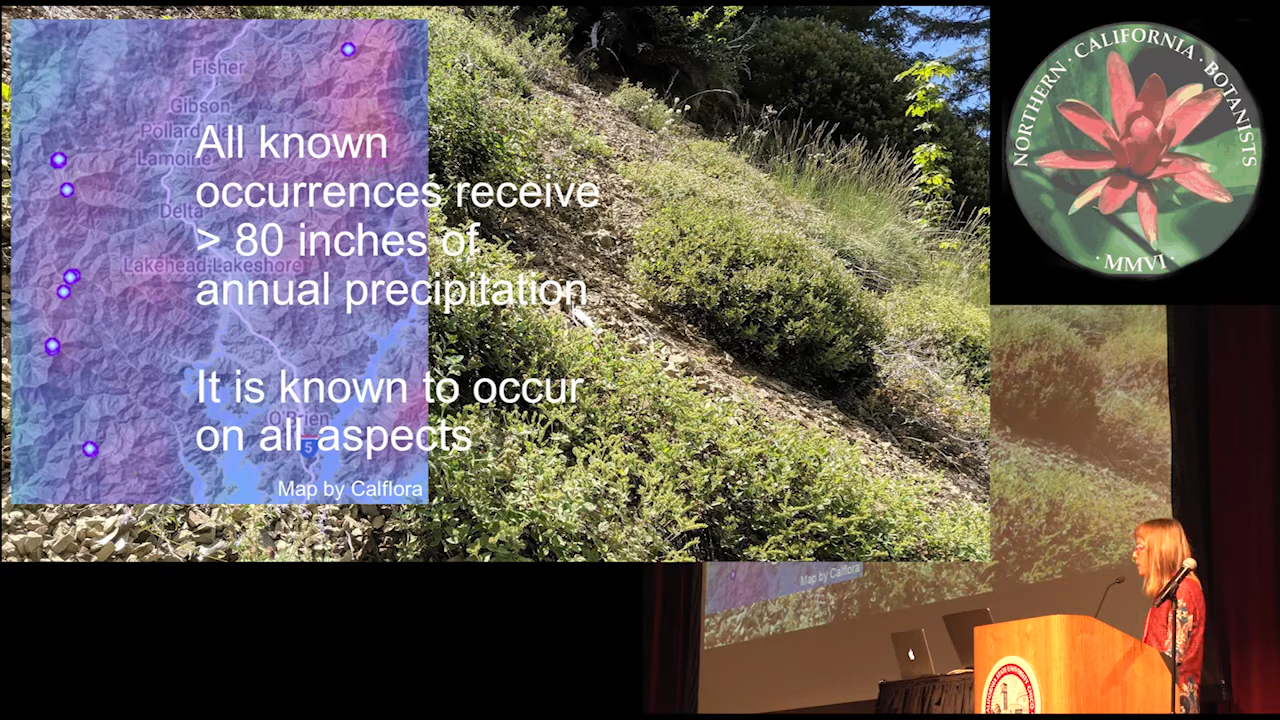 Fisher
Gibson
Pollard
Lamoine
Delta
Lakehead-Lakeshore
O'Brien
5
All known
occurrences receive
> 80 inches of
annual precipitation
It is known to occur
on all aspects
Map by Calflora
NORTHERN · CALIFORNIA · BOTANISTS
· MMVI ·
Map by Calflora